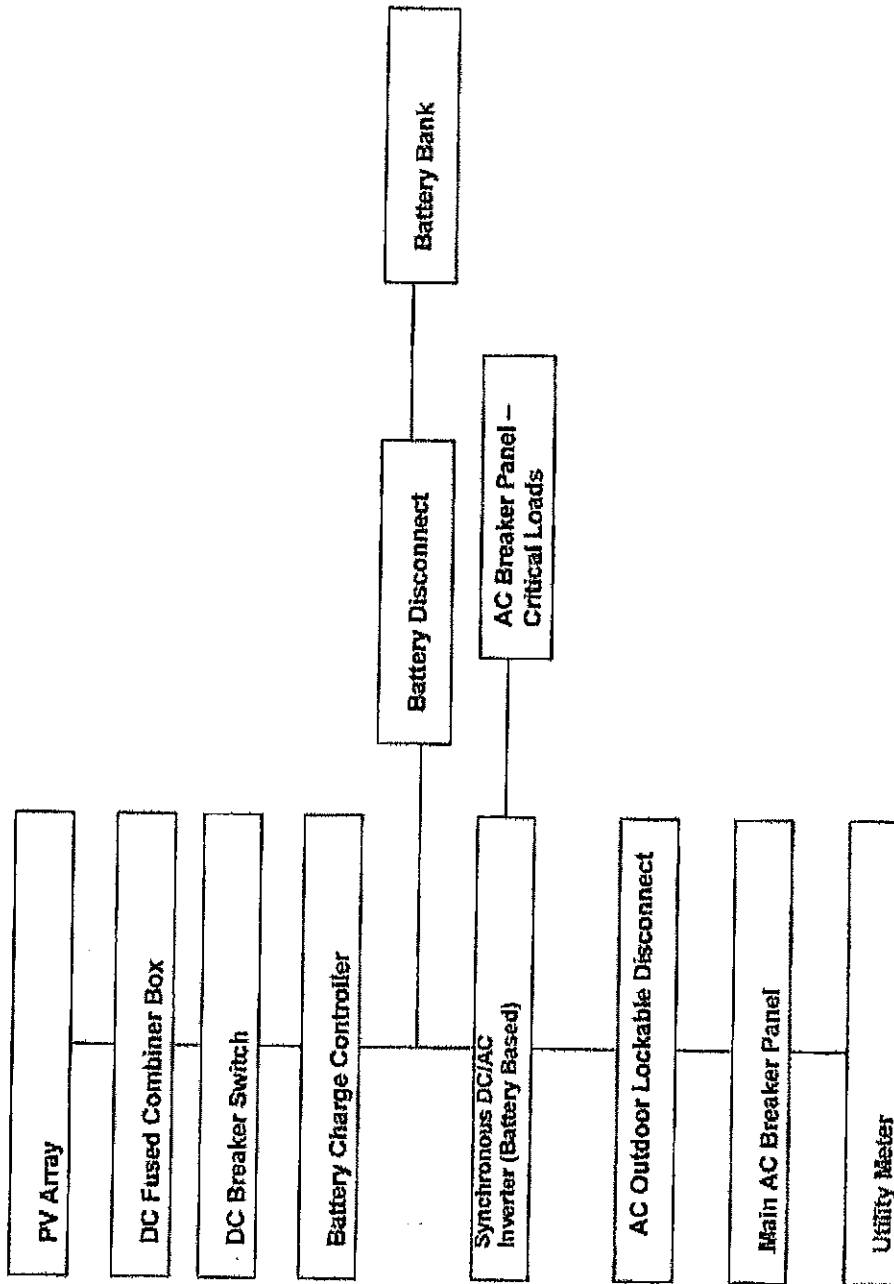 PV Array
DC Fused Combiner Box
DC Breaker Switch
Battery Charge Controller
Battery Disconnect
Battery Bank
Synchronous DC/AC
Inverter (Battery Based)
AC Breaker Panel –
Critical Loads
AC Outdoor Lockable Disconnect
Main AC Breaker Panel
Utility Meter